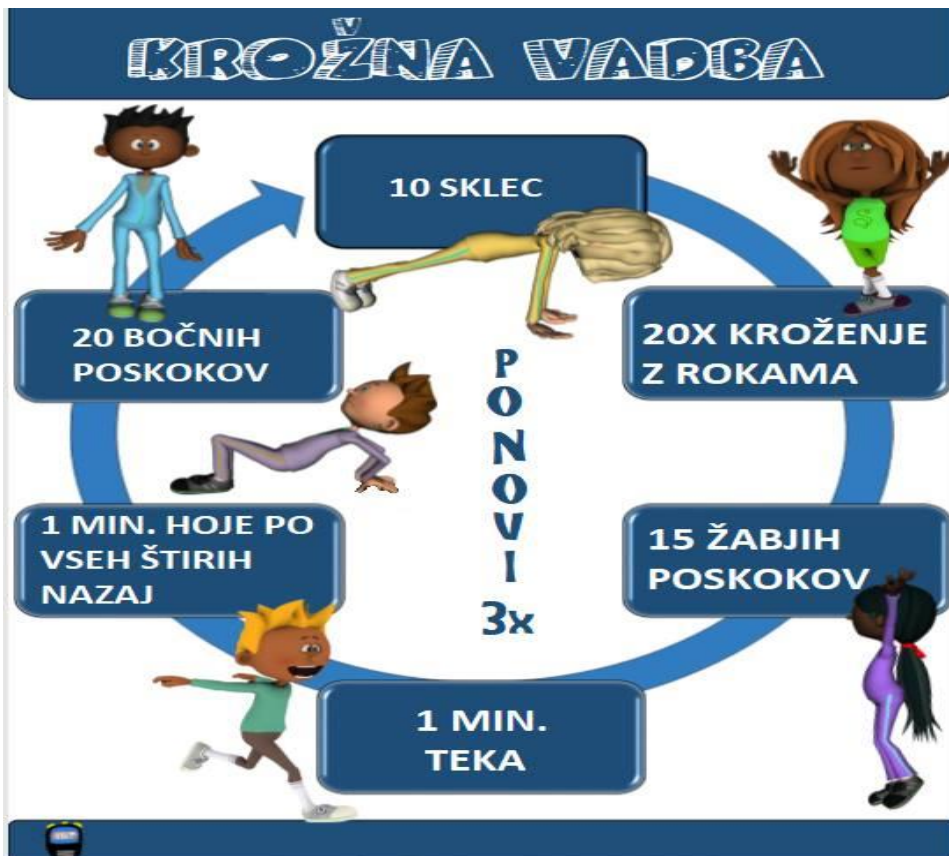 KROŽNA VADBA
10 SKLEC
20X KROŽENJE
Z ROKAMA
15 ŽABJIH
POSKOKOV
1 MIN.
TEKA
1 MIN. HOJE PO
VSEH ŠTIRIH
NAZAJ
20 BOČNIH
POSKOKOV
PONOVI
3x